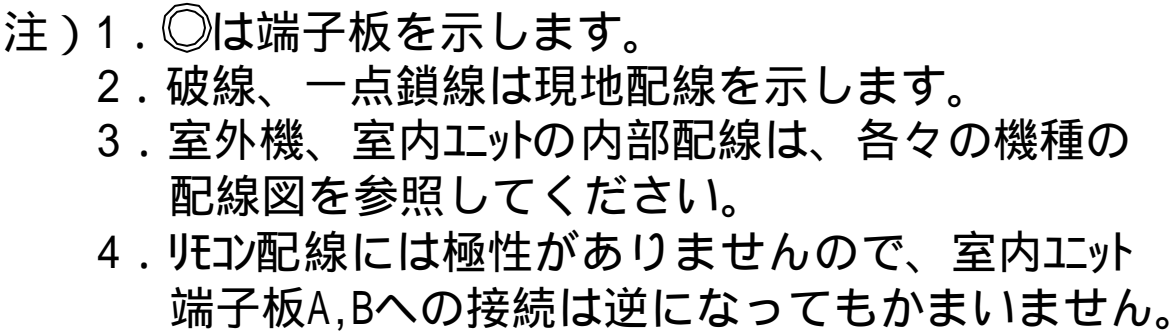 注）1．◎は端子板を示します。
2．破線、一点鎖線は現地配線を示します。
3．室外機、室内ﾕﾆｯﾄの内部配線は、各々の機種の
配線図を参照してください。
4．ﾘﾓｺﾝ配線には極性がありませんので、室内ﾕﾆｯﾄ
端子板A,Bへの接続は逆になってもかまいません。